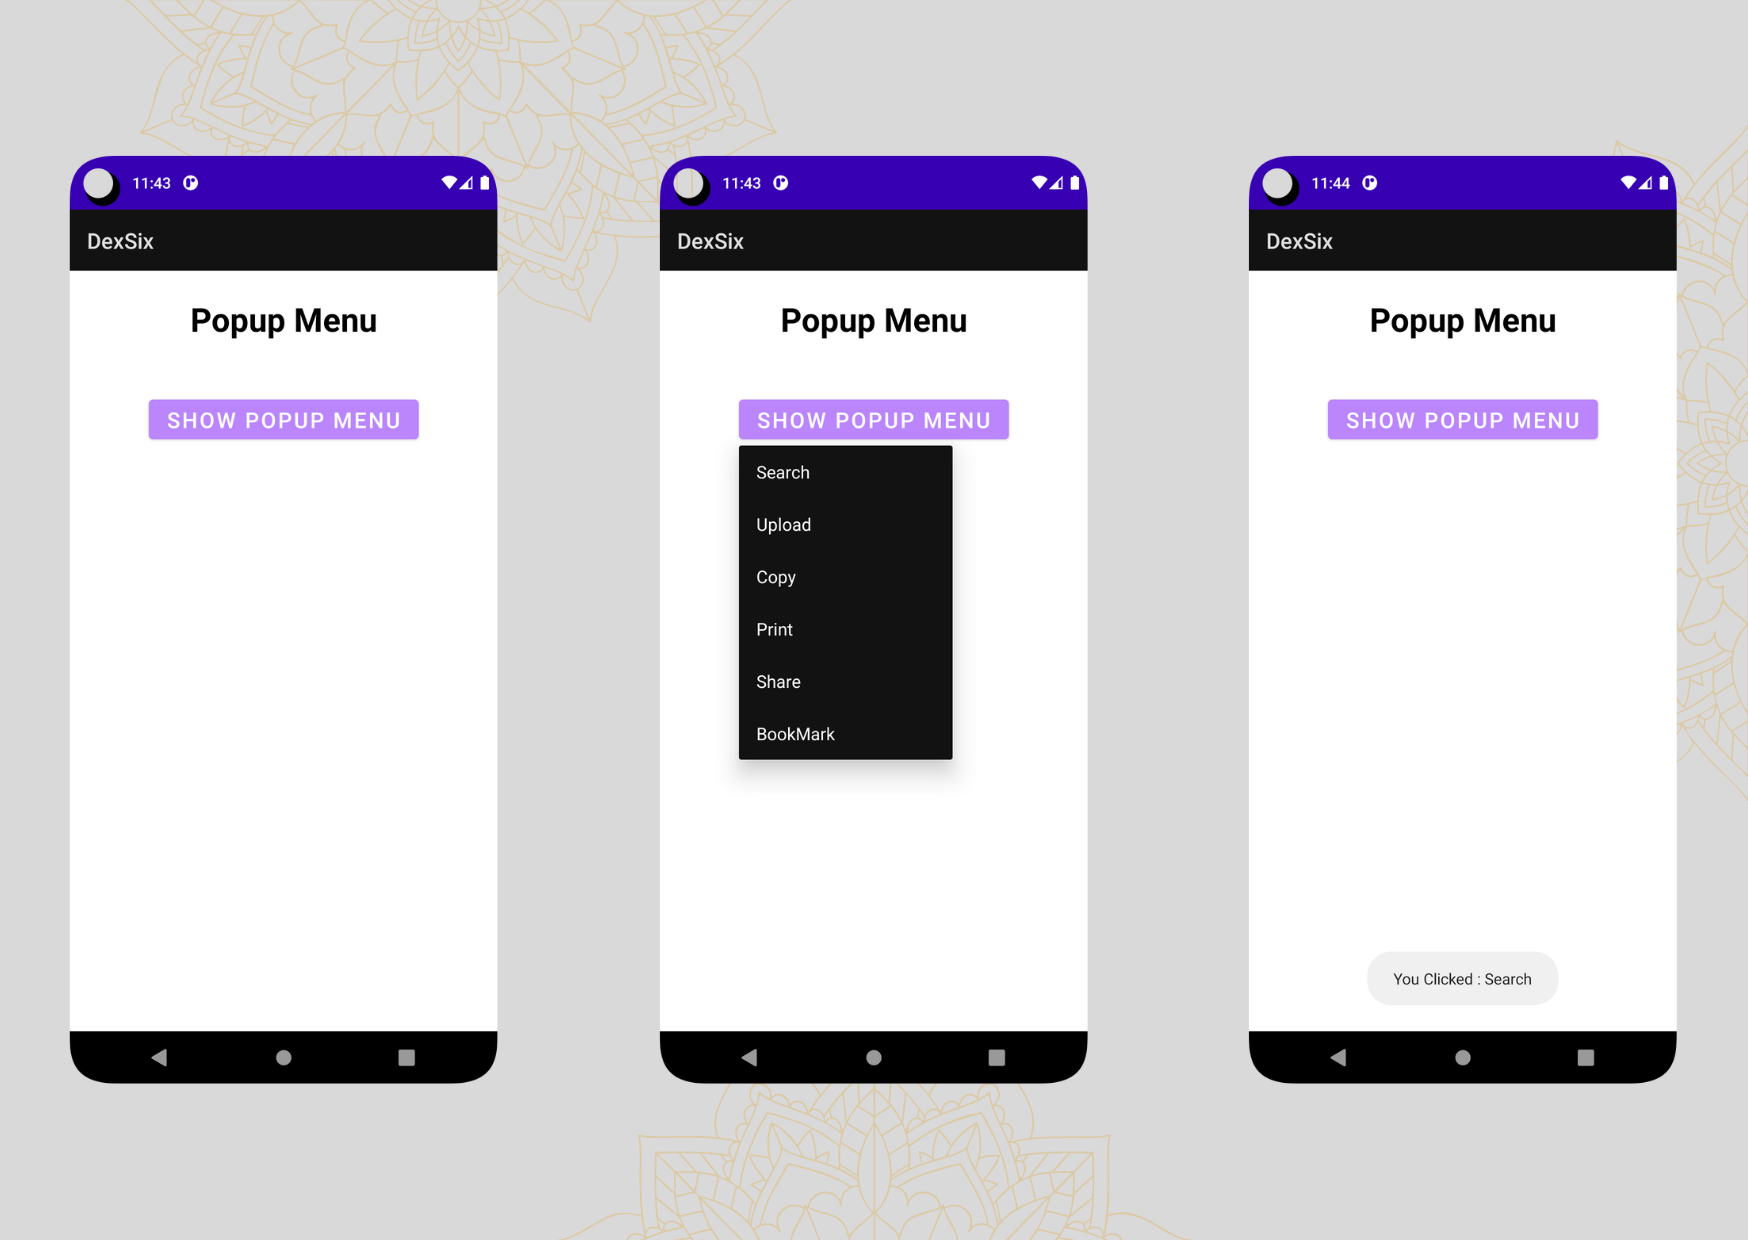 11:43
DexSix
Popup Menu
SHOW POPUP MENU
11:43
DexSix
Popup Menu
SHOW POPUP MENU
Search
Upload
Copy
Print
Share
BookMark
11:44
DexSix
Popup Menu
SHOW POPUP MENU
You Clicked : Search